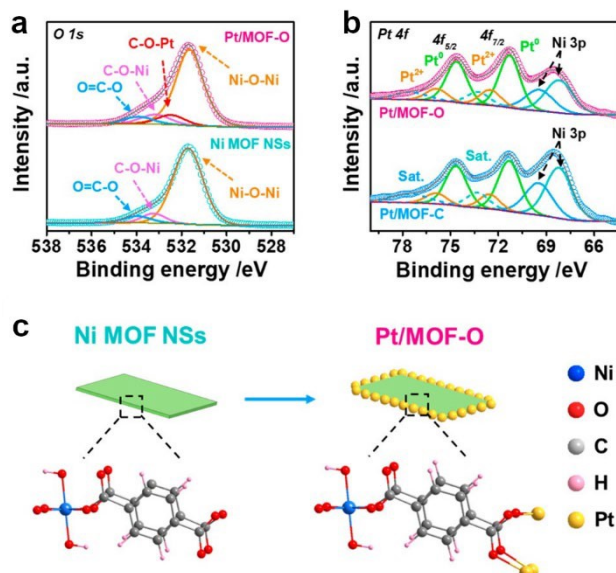 a
O 1s
Pt/MOF-O
C-O-Pt
C-O-Ni
O=C-O
Ni-O-Ni
Ni MOF NSs
C-O-Ni
O=C-O
Ni-O-Ni
Intensity /a.u.
538 536 534 532 530 528
Binding energy /eV
b
Pt 4f
4f5/2
4f7/2
Pt0
Ni 3p
Pt2+
Pt0
Pt2+
Pt/MOF-O
Sat.
Sat.
Ni 3p
Pt/MOF-C
Intensity /a.u.
78 75 72 69 66
Binding energy /eV
c
Ni MOF NSs
Pt/MOF-O
Ni
O
C
H
Pt